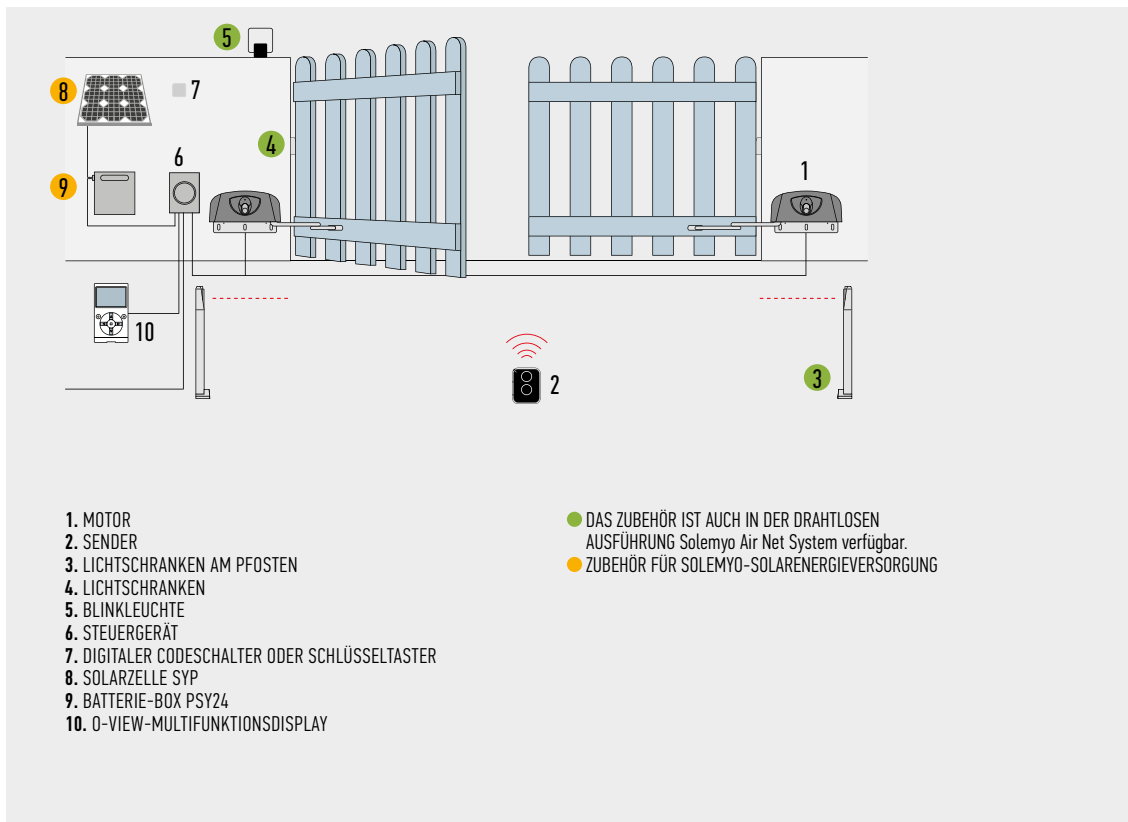 5
8
7
4
6
9
1
10
2
3
1. MOTOR
2. SENDER
3. LICHTSCHRANKEN AM PFOSTEN
4. LICHTSCHRANKEN
5. BLINKLEUCHTE
6. STEUERGERÄT
7. DIGITALER CODESCHALTER ODER SCHLÜSSELTASTER
8. SOLARZELLE SYP
9. BATTERIE-BOX PSY24
10. O-VIEW-MULTIFUNKTIONSDISPLAY
DAS ZUBEHÖR IST AUCH IN DER DRAHTLOSEN
AUSFÜHRUNG Solemyo Air Net System verfügbar.
ZUBEHÖR FÜR SOLEMYO-SOLARENERGIEVERSORGUNG